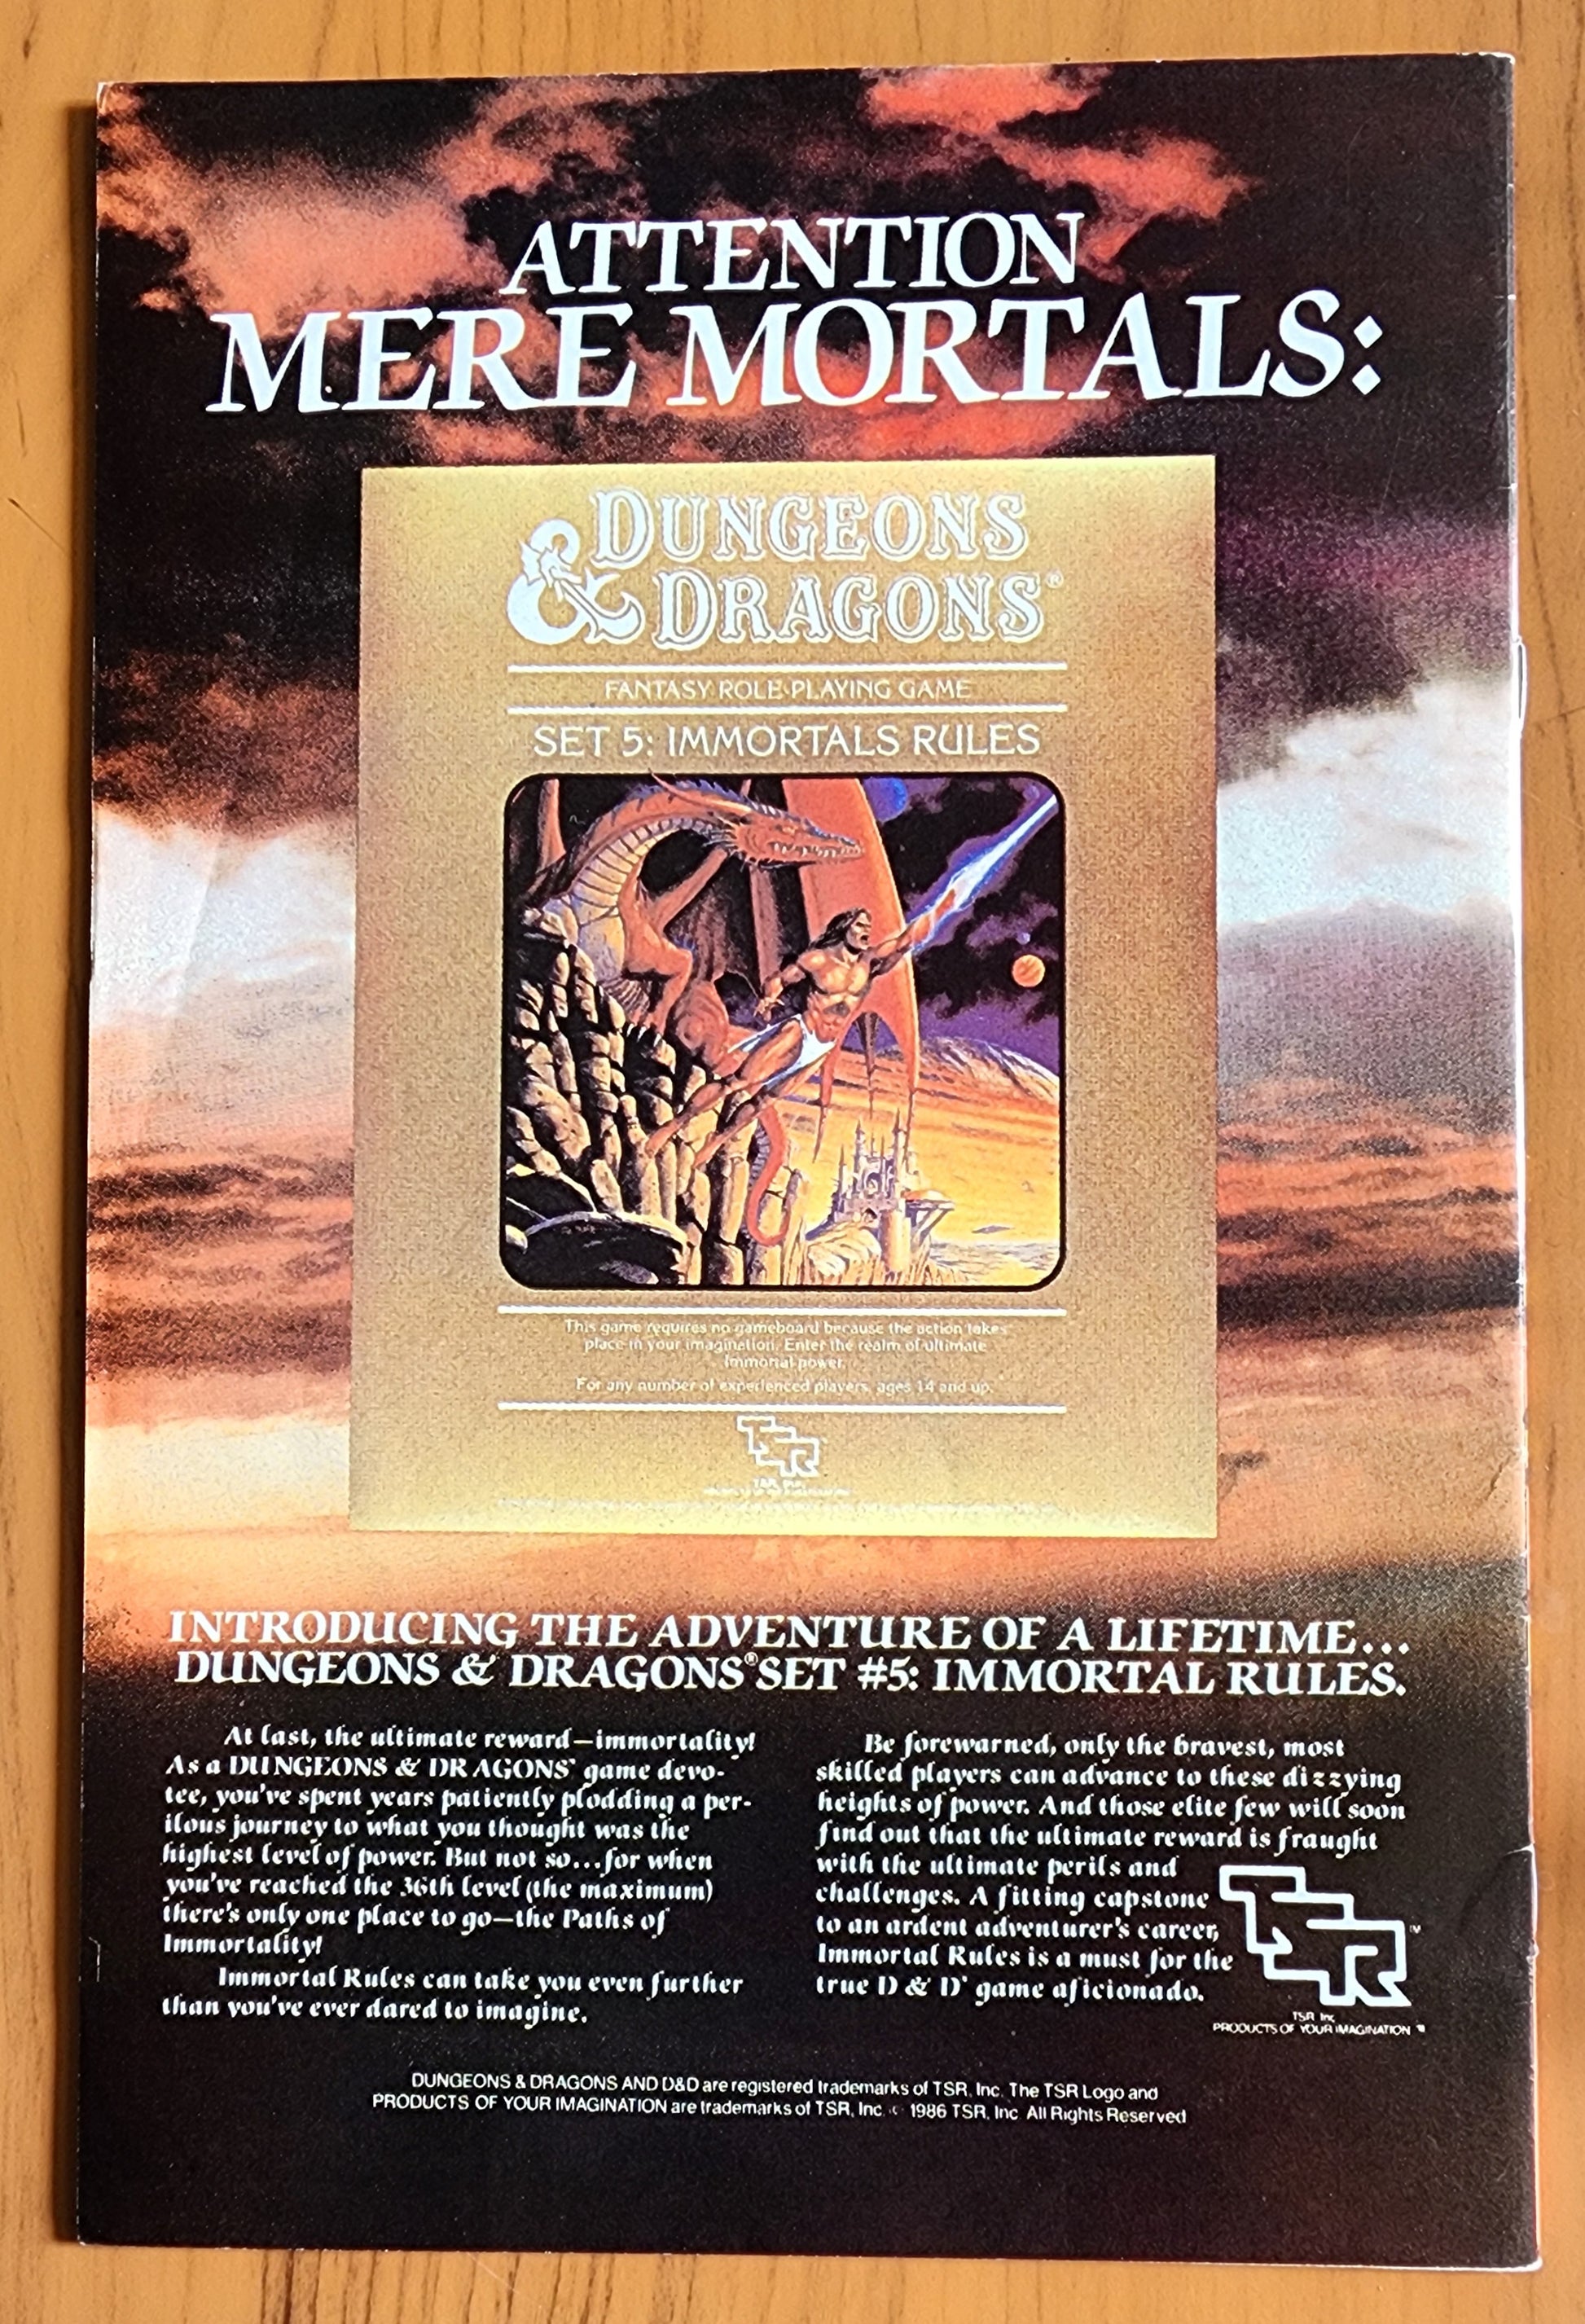 ATTENTION
MERE MORTALS:
DUNGEONS
& DRAGONS®
FANTASY ROLE-PLAYING GAME
SET 5: IMMORTALS RULES
This game requires no gameboard because the action takes
place in your imagination. Enter the realm of ultimate
immortal power.
For any number of experienced players, ages 14 and up.
TSR
TSR, Inc.
INTRODUCING THE ADVENTURE OF A LIFETIME...
DUNGEONS & DRAGONS® SET #5: IMMORTAL RULES.
At last, the ultimate reward—immortality!
As a DUNGEONS & DRAGONS® game devo-
tee, you've spent years patiently plodding a per-
ilous journey to what you thought was the
highest level of power. But not so...for when
you've reached the 36th level (the maximum)
there's only one place to go—the Paths of
Immortality!
Immortal Rules can take you even further
than you've ever dared to imagine.
Be forewarned, only the bravest, most
skilled players can advance to these dizzying
heights of power. And those elite few will soon
find out that the ultimate reward is fraught
with the ultimate perils and
challenges. A fitting capstone
to an ardent adventurer's career,
Immortal Rules is a must for the
true D & D® game aficionado.
TSR™
TSR, Inc.
PRODUCTS OF YOUR IMAGINATION™
DUNGEONS & DRAGONS AND D&D are registered trademarks of TSR, Inc. The TSR Logo and
PRODUCTS OF YOUR IMAGINATION are trademarks of TSR, Inc. © 1986 TSR, Inc. All Rights Reserved